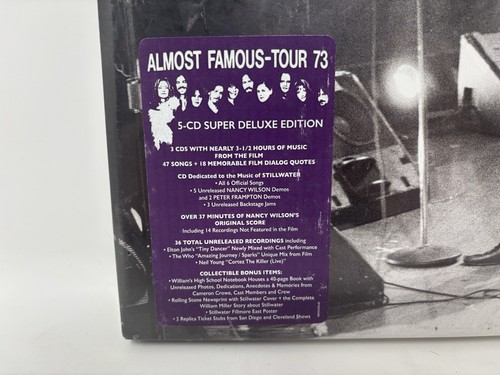 ALMOST FAMOUS-TOUR 73
5-CD SUPER DELUXE EDITION
3 CDS WITH NEARLY 3-1/2 HOURS OF MUSIC
FROM THE FILM
47 SONGS + 18 MEMORABLE FILM DIALOG QUOTES
CD Dedicated to the Music of STILLWATER
• All 6 Official Songs
• 5 Unreleased NANCY WILSON Demos
and 2 PETER FRAMPTON Demos
• 3 Unreleased Backstage Jams
OVER 37 MINUTES OF NANCY WILSON'S
ORIGINAL SCORE
Including 14 Recordings Not Featured in the Film
36 TOTAL UNRELEASED RECORDINGS including
• Elton John's "Tiny Dancer" Newly Mixed with Cast Performance
• The Who "Amazing Journey / Sparks" Unique Mix from Film
• Neil Young "Cortez The Killer (Live)"
COLLECTIBLE BONUS ITEMS:
• William's High School Notebook Houses a 40-page Book with
Unreleased Photos, Dedications, Anecdotes & Memories from
Cameron Crowe, Cast Members and Crew
• Rolling Stone Newsprint with Stillwater Cover + the Complete
William Miller Story about Stillwater
• Stillwater Fillmore East Poster
• 2 Replica Ticket Stubs from San Diego and Cleveland Shows